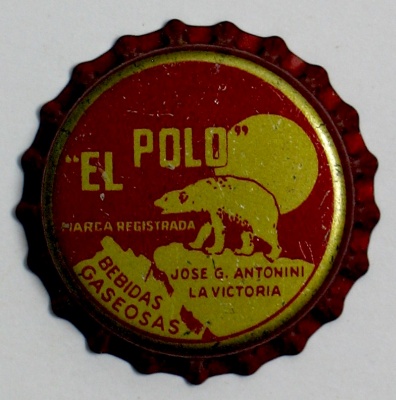 "EL POLO"
MARCA REGISTRADA
BEBIDAS
GASEOSAS
JOSE G. ANTONINI
LA VICTORIA